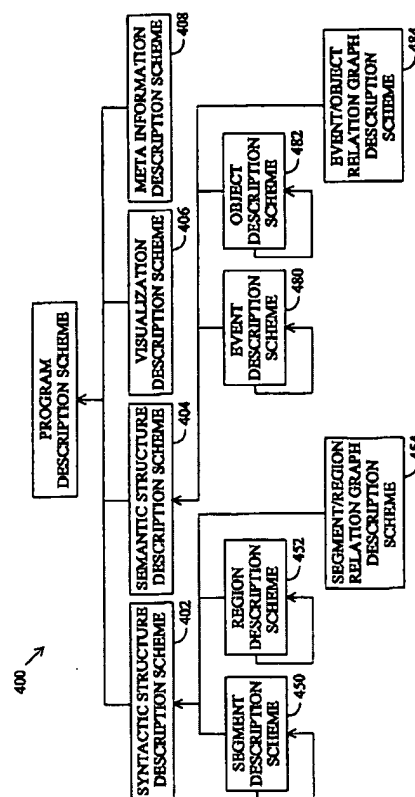 400
PROGRAM
DESCRIPTION SCHEME
SYNTACTIC STRUCTURE
DESCRIPTION SCHEME
402
SEMANTIC STRUCTURE
DESCRIPTION SCHEME
404
VISUALIZATION
DESCRIPTION SCHEME
406
META INFORMATION
DESCRIPTION SCHEME
408
SEGMENT
DESCRIPTION
SCHEME
450
REGION
DESCRIPTION
SCHEME
452
SEGMENT/REGION
RELATION GRAPH
DESCRIPTION
SCHEME
454
EVENT
DESCRIPTION
SCHEME
480
OBJECT
DESCRIPTION
SCHEME
482
EVENT/OBJECT
RELATION GRAPH
DESCRIPTION
SCHEME
484